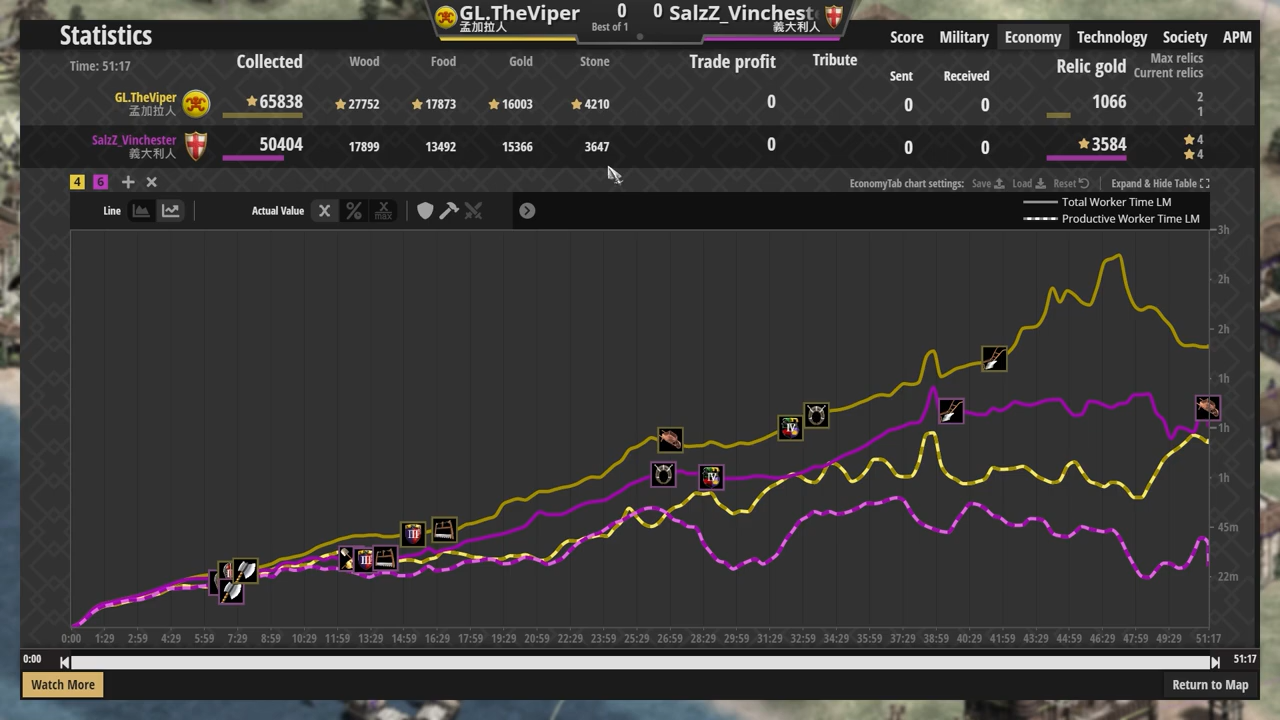 GL.TheViper 0 0 SalzZ_Vinchest
孟加拉人 Best of 1 義大利人
Statistics
Score Military Economy Technology Society APM
Time: 51:17
Collected Wood Food Gold Stone Trade profit Tribute Sent Received Relic gold Max relics
Current relics
GL.TheViper 65838 27752 17873 16003 4210 0 0 0 1066 2
孟加拉人 1
SalzZ_Vinchester 50404 17899 13492 15366 3647 0 0 0 3584 4
義大利人 4
4 6 EconomyTab chart settings: Save Load Reset Expand & Hide Table
Line Actual Value X % X max
Total Worker Time LM
Productive Worker Time LM
3h
2h
2h
1h
1h
1h
45m
22m
III III IV IV
0:00 1:29 2:59 4:29 5:59 7:29 8:59 10:29 11:59 13:29 14:59 16:29 17:59 19:29 20:59 22:29 23:59 25:29 26:59 28:29 29:59 31:29 32:59 34:29 35:59 37:29 38:59 40:29 41:59 43:29 44:59 46:29 47:59 49:29 51:17
0:00 51:17
Watch More Return to Map